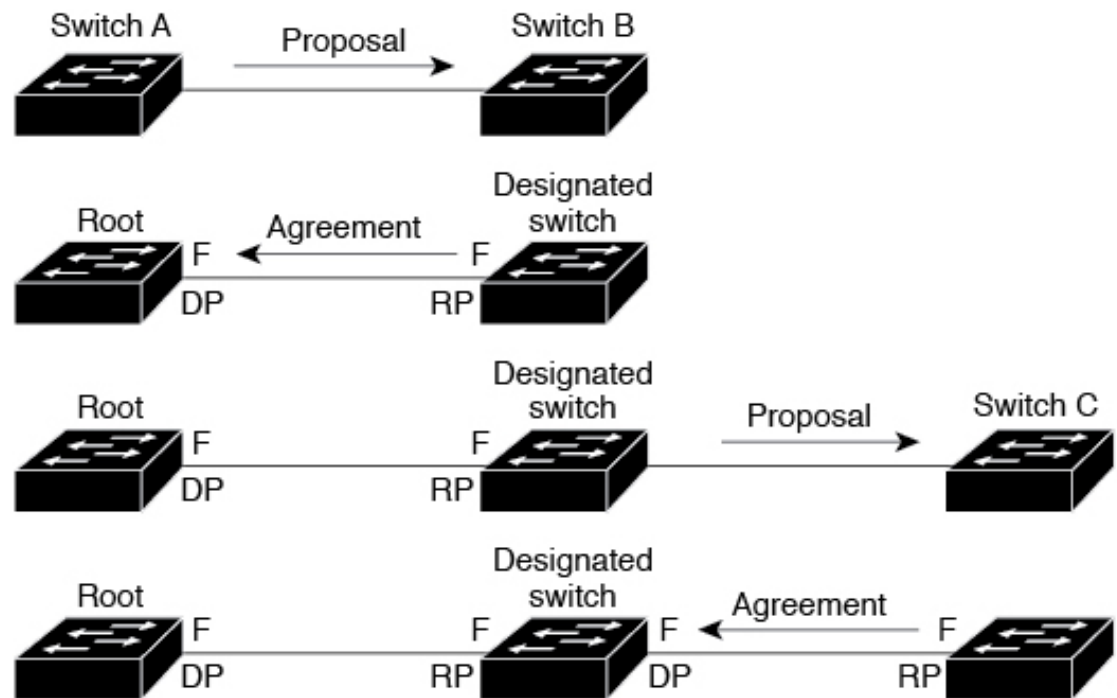 Switch A
Proposal
Switch B
Root
Agreement
Designated
switch
F
F
DP
RP
Root
Designated
switch
Proposal
Switch C
F
F
DP
RP
Root
Designated
switch
Agreement
F
F
F
F
DP
RP
DP
RP